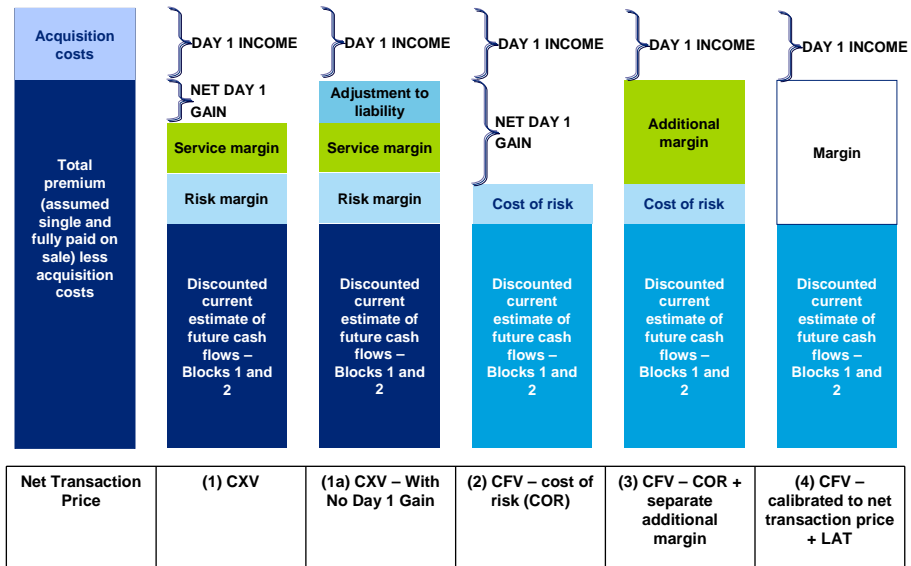 Acquisition
costs
Total
premium
(assumed
single and
fully paid on
sale) less
acquisition
costs
DAY 1 INCOME
NET DAY 1
GAIN
Service margin
Risk margin
Discounted
current
estimate of
future cash
flows –
Blocks 1 and
2
DAY 1 INCOME
Adjustment to
liability
Service margin
Risk margin
Discounted
current
estimate of
future cash
flows –
Blocks 1 and
2
DAY 1 INCOME
NET DAY 1
GAIN
Cost of risk
Discounted
current
estimate of
future cash
flows –
Blocks 1 and
2
DAY 1 INCOME
Additional
margin
Cost of risk
Discounted
current
estimate of
future cash
flows –
Blocks 1 and
2
DAY 1 INCOME
Margin
Discounted
current
estimate of
future cash
flows –
Blocks 1 and
2
Net Transaction
Price
(1) CXV
(1a) CXV – With
No Day 1 Gain
(2) CFV – cost of
risk (COR)
(3) CFV – COR +
separate
additional
margin
(4) CFV –
calibrated to net
transaction price
+ LAT